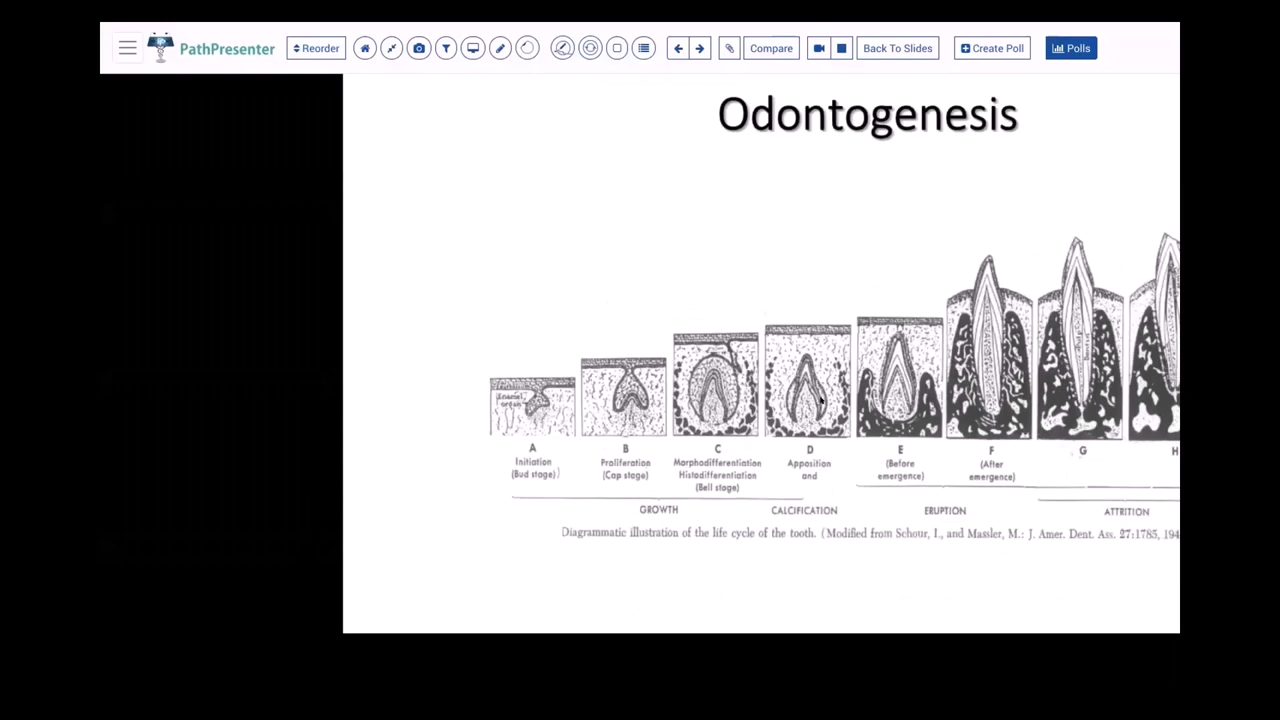 PathPresenter
Reorder
Compare
Back To Slides
Create Poll
Polls
Odontogenesis
Enamel
organ
A B C D E F G H
Initiation Proliferation Morphodifferentiation Apposition (Before (After
(Bud stage) (Cap stage) Histodifferentiation and emergence) emergence)
(Bell stage)
GROWTH CALCIFICATION ERUPTION ATTRITION
Diagrammatic illustration of the life cycle of the tooth. (Modified from Schour, I., and Massler, M.: J. Amer. Dent. Ass. 27:1785, 194